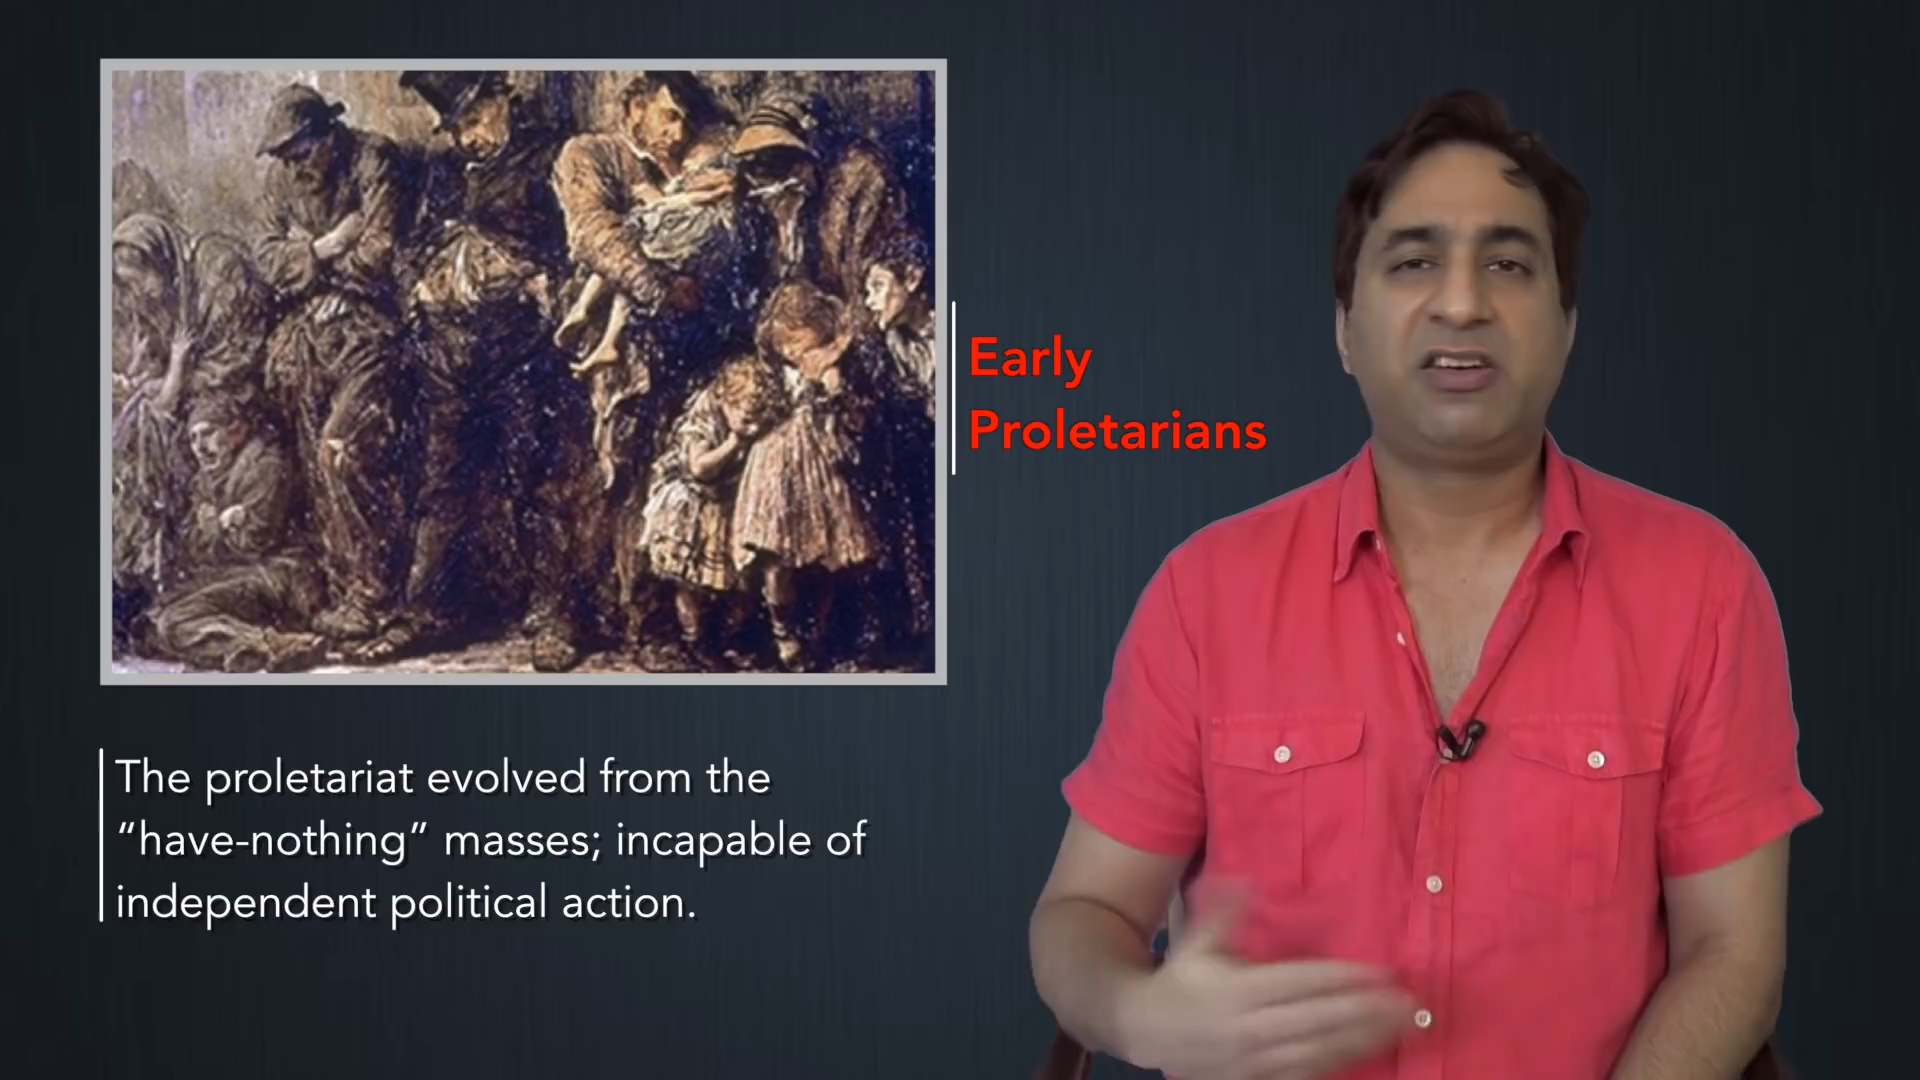 Early
Proletarians
The proletariat evolved from the
“have-nothing” masses; incapable of
independent political action.